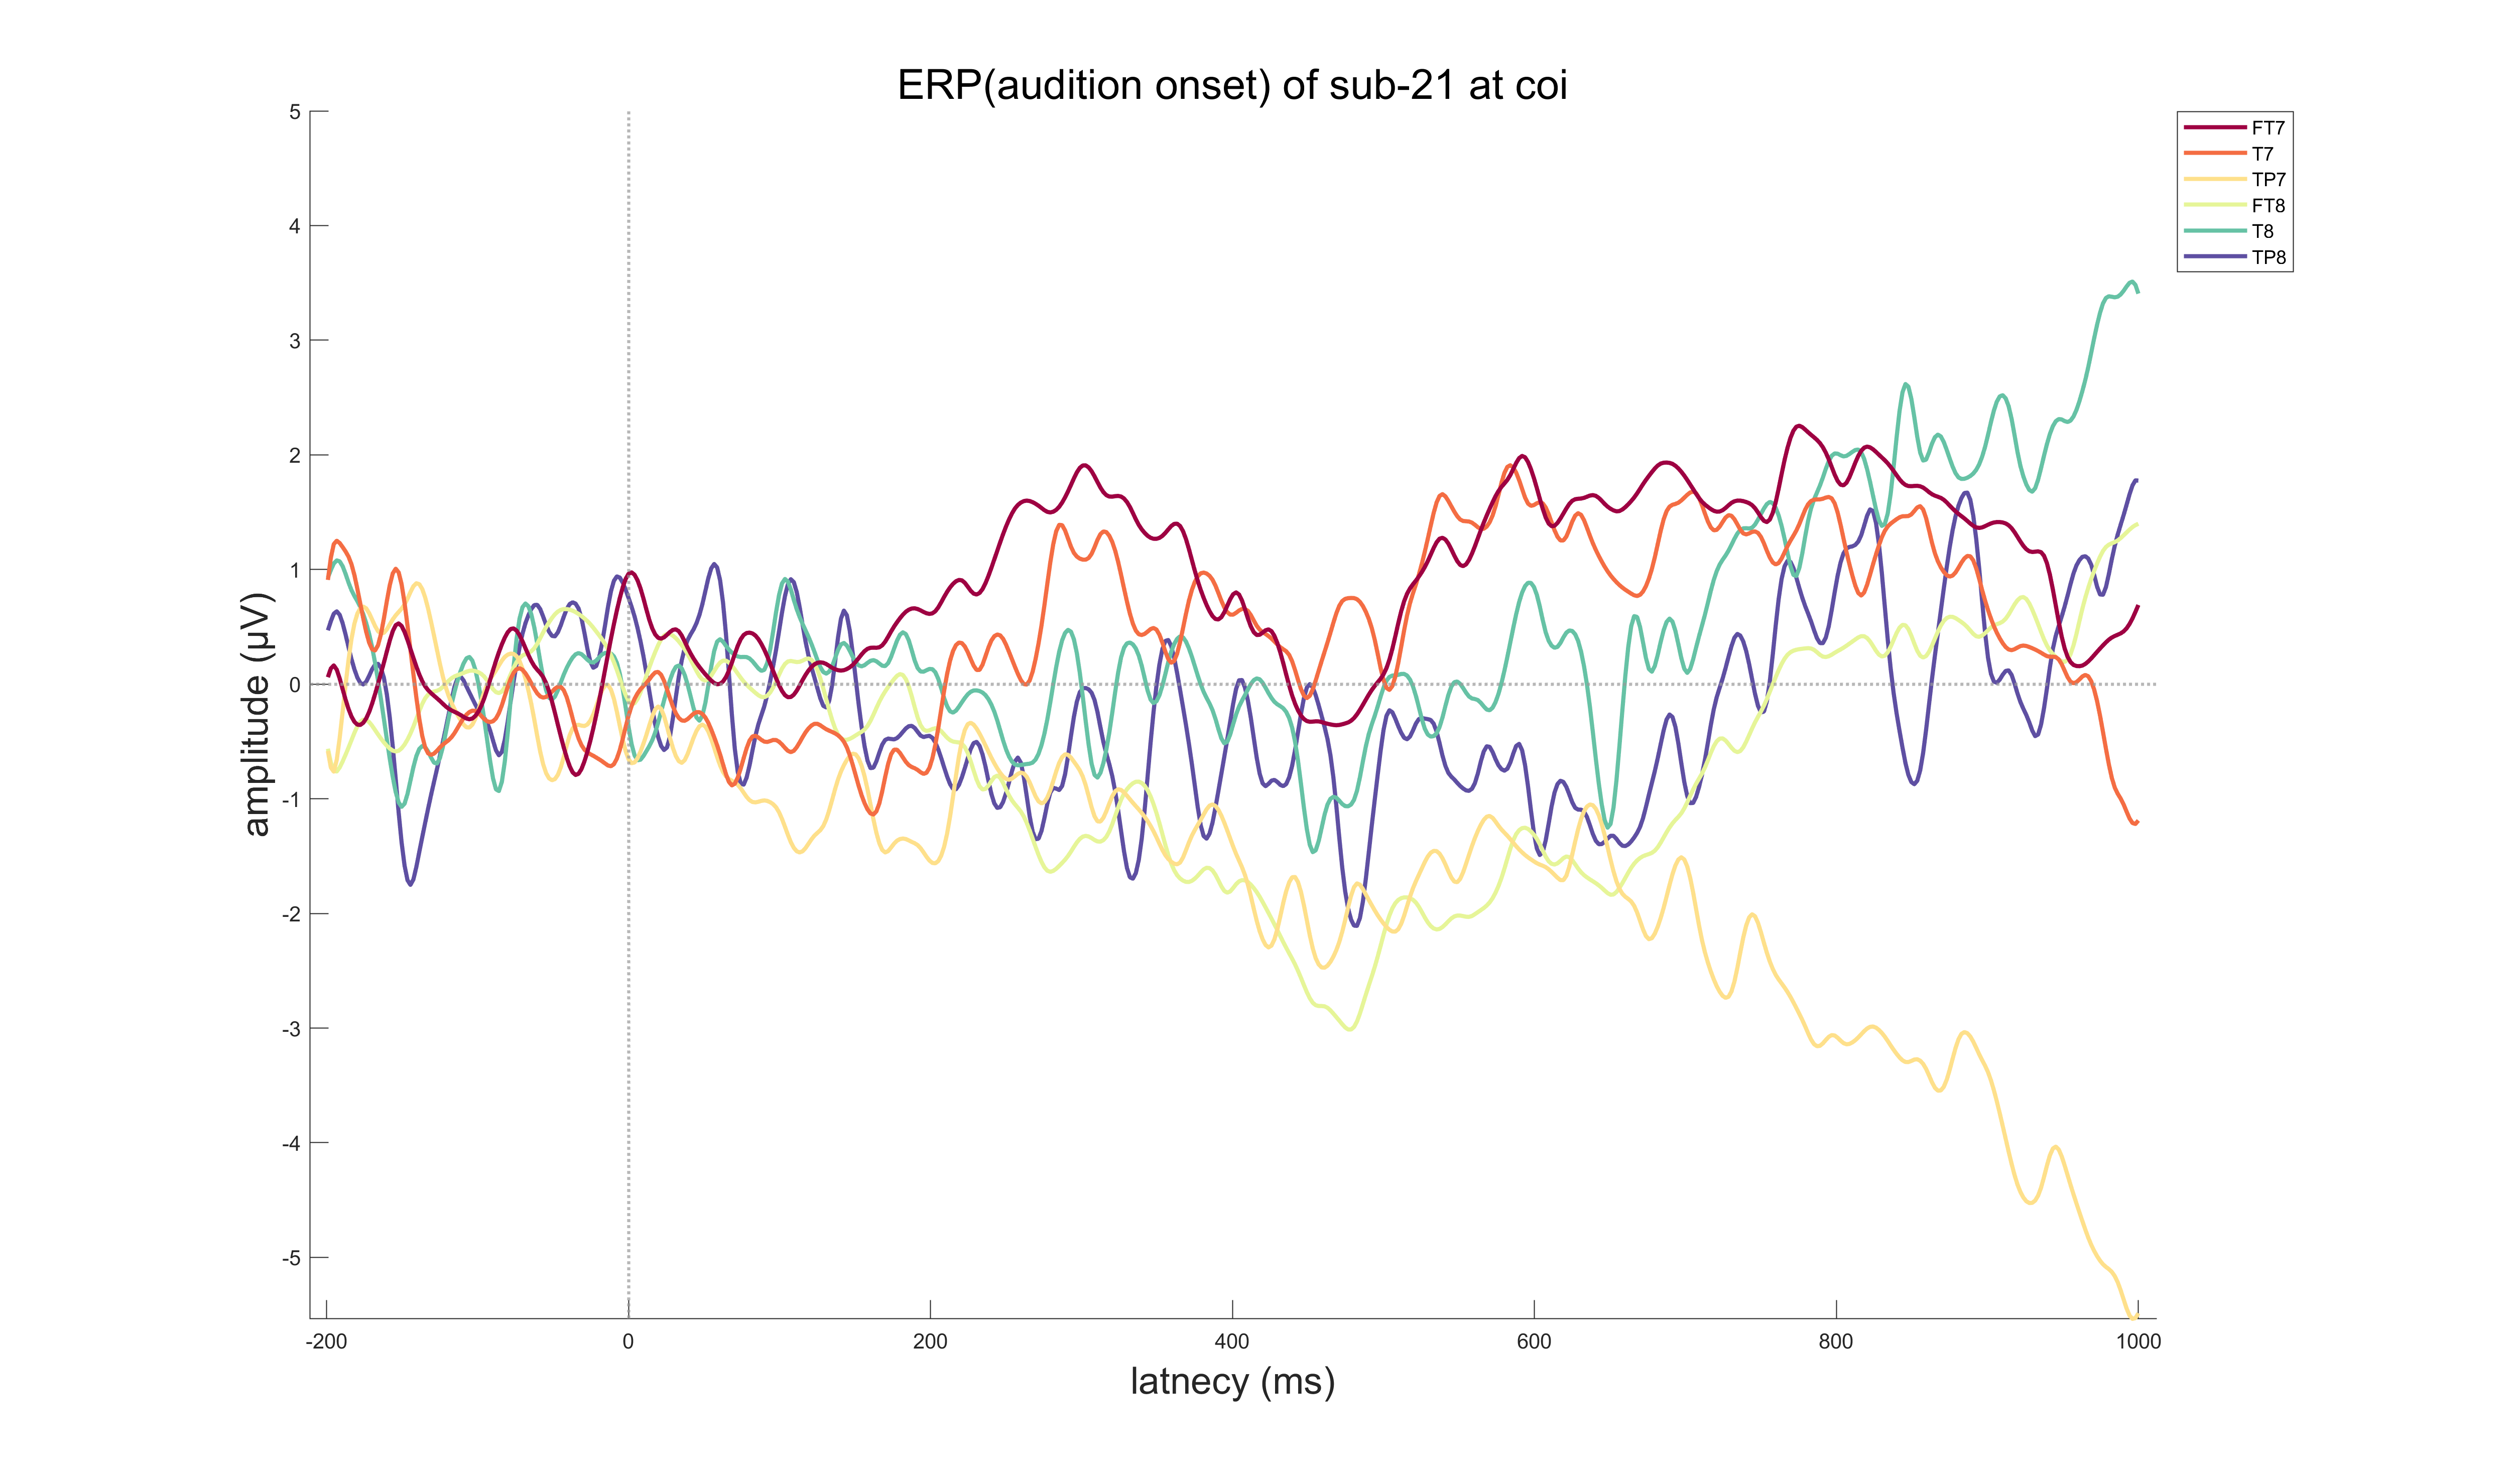 ERP(audition onset) of sub-21 at coi
5
4
3
2
1
0
-1
-2
-3
-4
-5
amplitude (µV)
-200 0 200 400 600 800 1000
latnecy (ms)
FT7
T7
TP7
FT8
T8
TP8